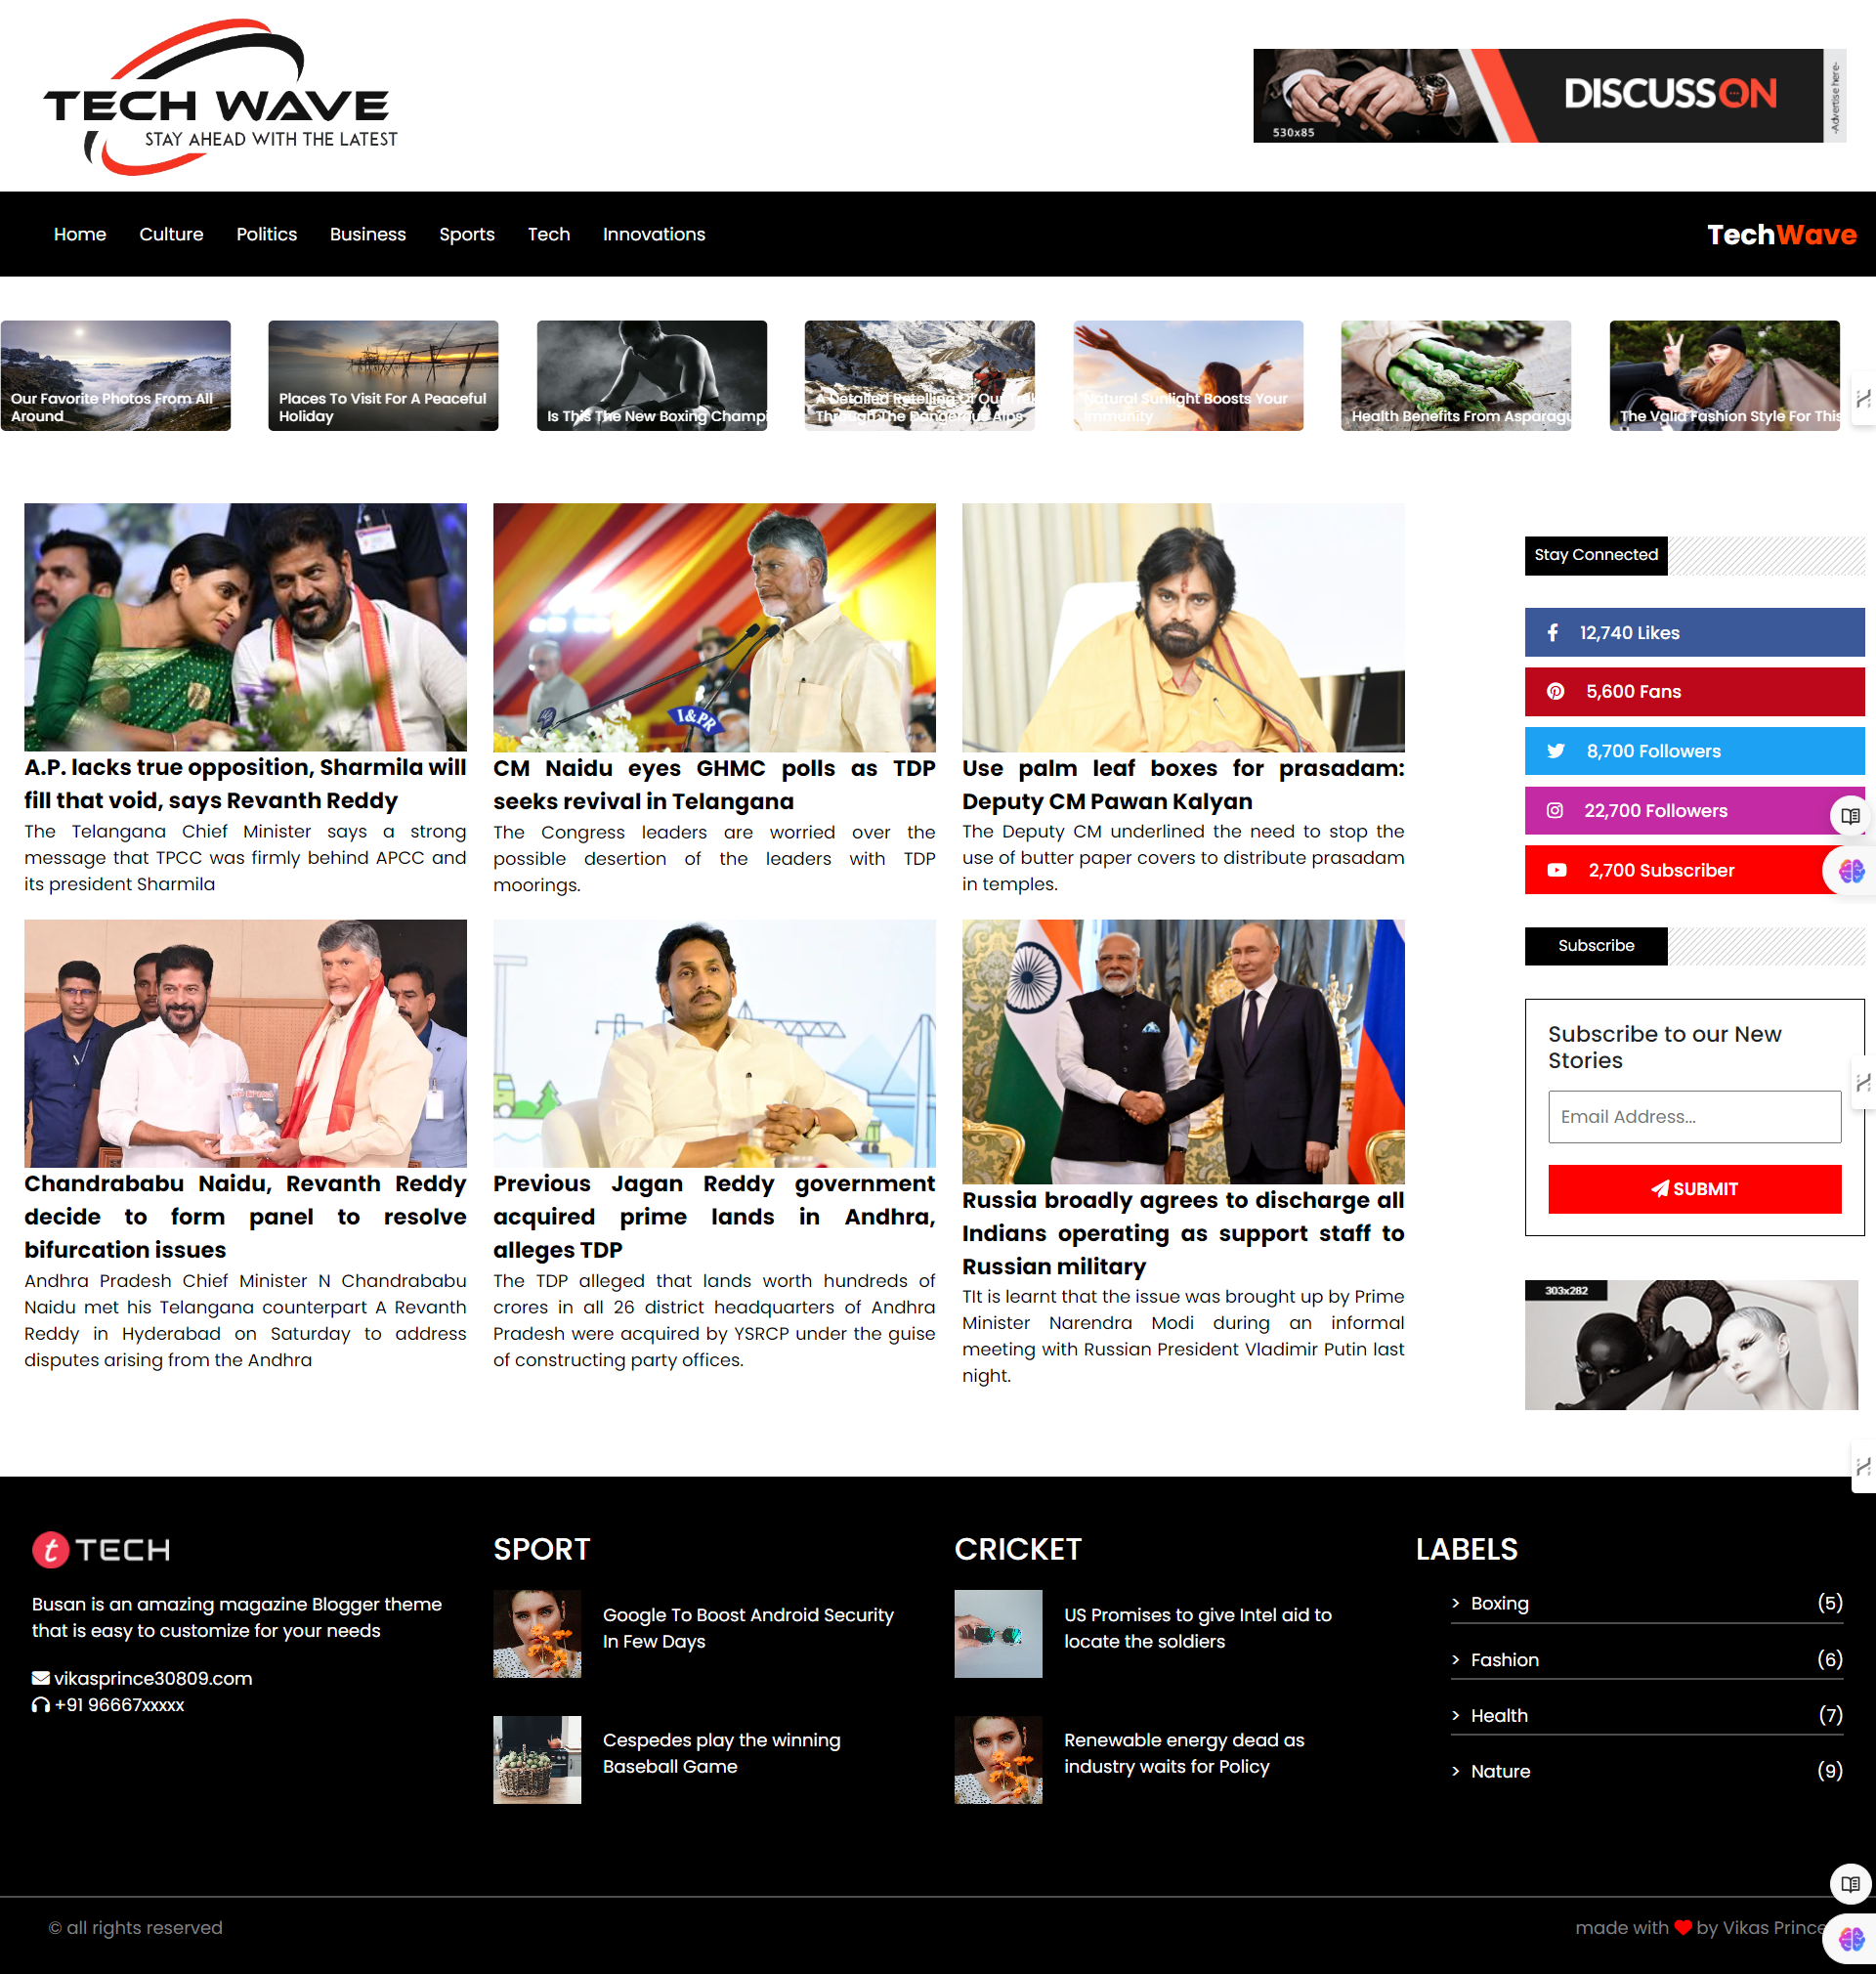 TECH WAVE
STAY AHEAD WITH THE LATEST
530x85
DISCUSSON
-Advertise here-
Home
Culture
Politics
Business
Sports
Tech
Innovations
TechWave
Our Favorite Photos From All
Around
Places To Visit For A Peaceful
Holiday
Is This The New Boxing Champi
A Detailed Retelling Of Our Trek
Through The Dangerous Alps
Natural Sunlight Boosts Your
Immunity
Health Benefits From Asparagu
The Valid Fashion Style For This
A.P. lacks true opposition, Sharmila will
fill that void, says Revanth Reddy
The Telangana Chief Minister says a strong
message that TPCC was firmly behind APCC and
its president Sharmila
I&PR
CM Naidu eyes GHMC polls as TDP
seeks revival in Telangana
The Congress leaders are worried over the
possible desertion of the leaders with TDP
moorings.
Use palm leaf boxes for prasadam:
Deputy CM Pawan Kalyan
The Deputy CM underlined the need to stop the
use of butter paper covers to distribute prasadam
in temples.
Chandrababu Naidu, Revanth Reddy
decide to form panel to resolve
bifurcation issues
Andhra Pradesh Chief Minister N Chandrababu
Naidu met his Telangana counterpart A Revanth
Reddy in Hyderabad on Saturday to address
disputes arising from the Andhra
Previous Jagan Reddy government
acquired prime lands in Andhra,
alleges TDP
The TDP alleged that lands worth hundreds of
crores in all 26 district headquarters of Andhra
Pradesh were acquired by YSRCP under the guise
of constructing party offices.
Russia broadly agrees to discharge all
Indians operating as support staff to
Russian military
TIt is learnt that the issue was brought up by Prime
Minister Narendra Modi during an informal
meeting with Russian President Vladimir Putin last
night.
Stay Connected
12,740 Likes
5,600 Fans
8,700 Followers
22,700 Followers
2,700 Subscriber
Subscribe
Subscribe to our New
Stories
Email Address...
SUBMIT
303x282
t TECH
Busan is an amazing magazine Blogger theme
that is easy to customize for your needs
vikasprince30809.com
+91 96667xxxxx
SPORT
Google To Boost Android Security
In Few Days
Cespedes play the winning
Baseball Game
CRICKET
US Promises to give Intel aid to
locate the soldiers
Renewable energy dead as
industry waits for Policy
LABELS
> Boxing (5)
> Fashion (6)
> Health (7)
> Nature (9)
© all rights reserved
made with ♥ by Vikas Prince